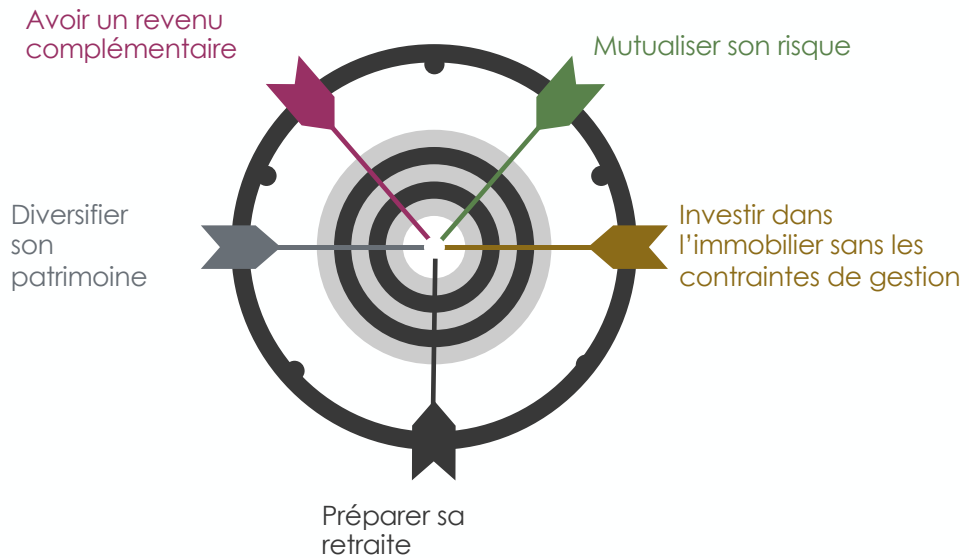 Avoir un revenu
complémentaire
Mutualiser son risque
Diversifier
son
patrimoine
Investir dans
l’immobilier sans les
contraintes de gestion
Préparer sa
retraite